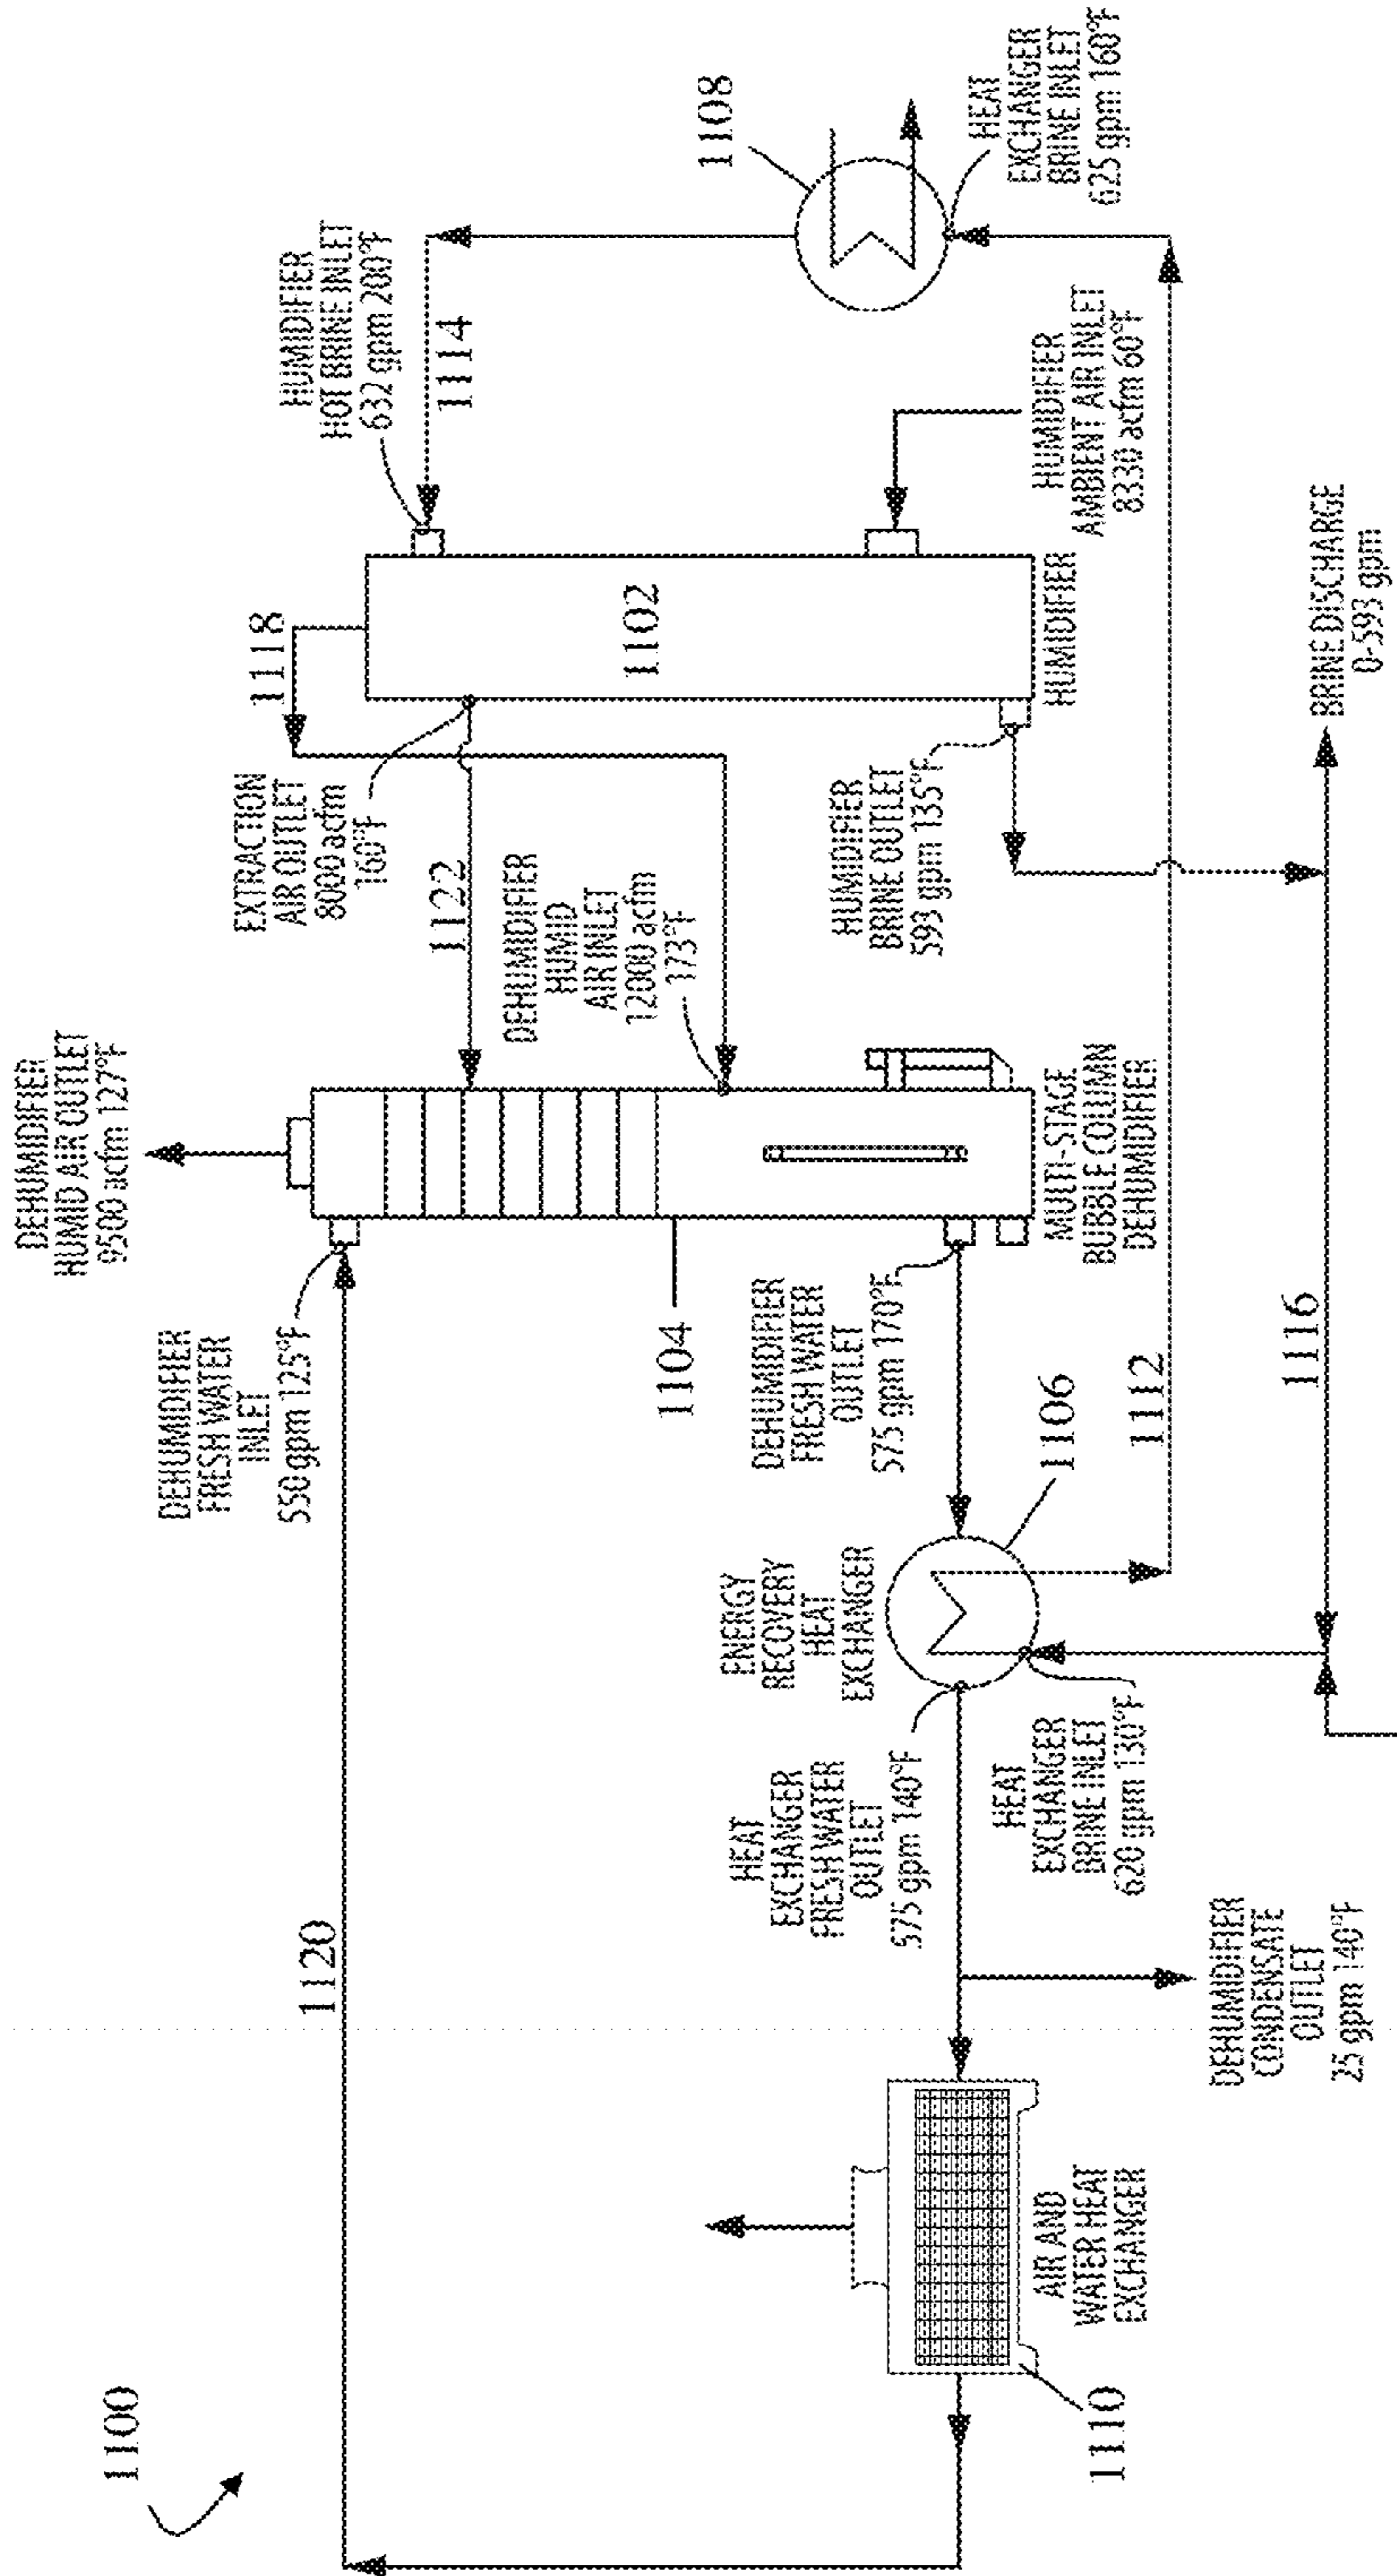 1100
1120
DEHUMIDIFIER
HUMID AIR OUTLET
9500 acfm 127°F
DEHUMIDIFIER
FRESH WATER
INLET
550 gpm 125°F
1104
EXTRACTION
AIR OUTLET
8000 acfm
160°F
1118
1122
HUMIDIFIER
HOT BRINE INLET
632 gpm 200°F
1114
1108
1102
DEHUMIDIFIER
HUMID
AIR INLET
12000 acfm
173°F
HEAT
EXCHANGER
BRINE INLET
625 gpm 160°F
HUMIDIFIER
AMBIENT AIR INLET
8330 acfm 60°F
HUMIDIFIER
HUMIDIFIER
BRINE OUTLET
593 gpm 135°F
MULTI-STAGE
BUBBLE COLUMN
DEHUMIDIFIER
DEHUMIDIFIER
FRESH WATER
OUTLET
575 gpm 170°F
ENERGY
RECOVERY
HEAT
EXCHANGER
1106
1112
HEAT
EXCHANGER
FRESH WATER
OUTLET
575 gpm 140°F
HEAT
EXCHANGER
BRINE INLET
620 gpm 130°F
AIR AND
WATER HEAT
EXCHANGER
1110
DEHUMIDIFIER
CONDENSATE
OUTLET
25 gpm 140°F
1116
BRINE DISCHARGE
0-593 gpm